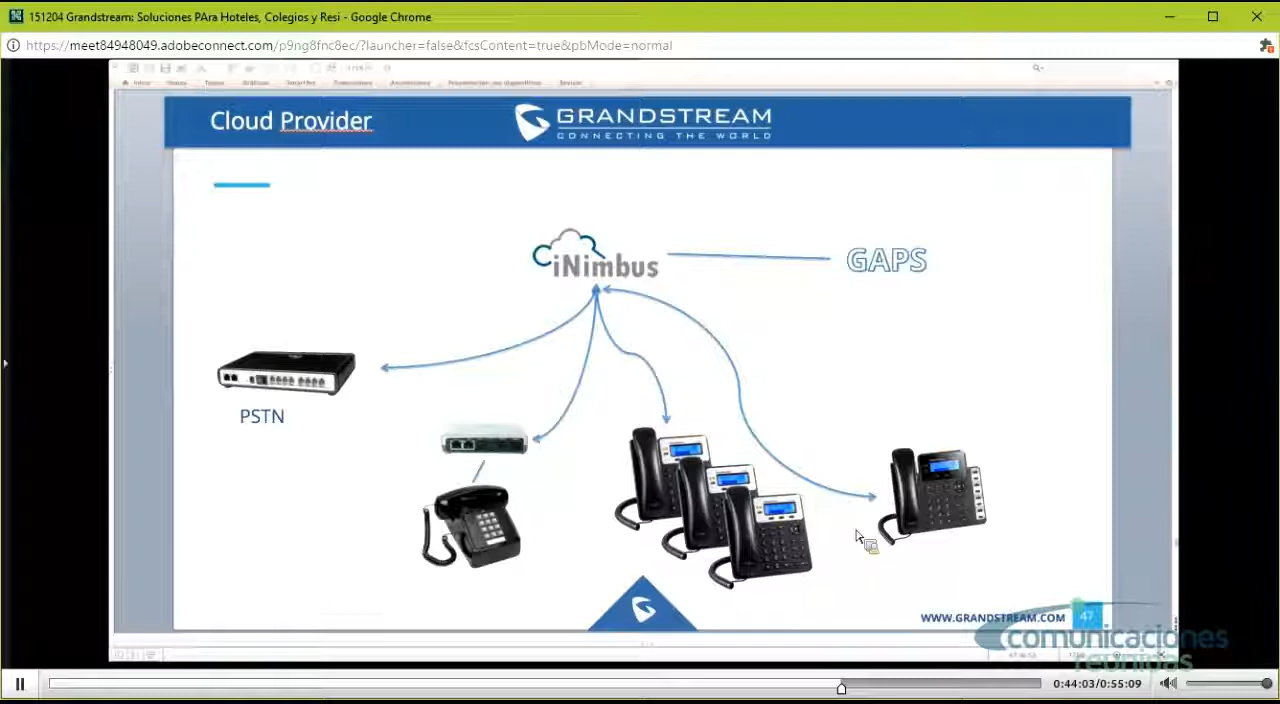 151204 Grandstream: Soluciones PAra Hoteles, Colegios y Resi - Google Chrome
https://meet84948049.adobeconnect.com/p9ng8fnc8ec/?launcher=false&fcsContent=true&pbMode=normal
Cloud Provider
GRANDSTREAM
CONNECTING THE WORLD
iNimbus
GAPS
PSTN
WWW.GRANDSTREAM.COM
47
comunicaciones
reunidas
0:44:03/0:55:09